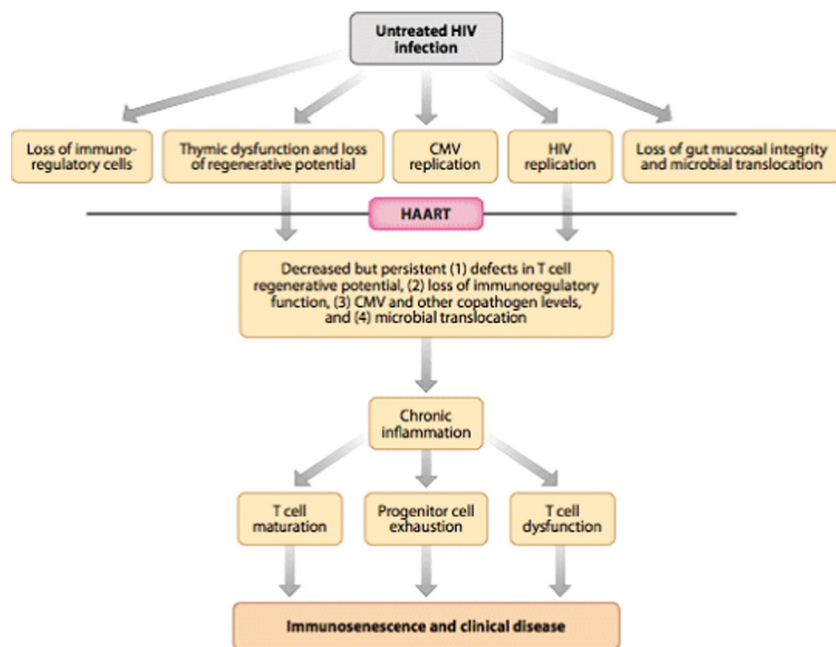 Untreated HIV
infection
Loss of immuno-
regulatory cells
Thymic dysfunction and loss
of regenerative potential
CMV
replication
HIV
replication
Loss of gut mucosal integrity
and microbial translocation
HAART
Decreased but persistent (1) defects in T cell
regenerative potential, (2) loss of immunoregulatory
function, (3) CMV and other copathogen levels,
and (4) microbial translocation
Chronic
inflammation
T cell
maturation
Progenitor cell
exhaustion
T cell
dysfunction
Immunosenescence and clinical disease